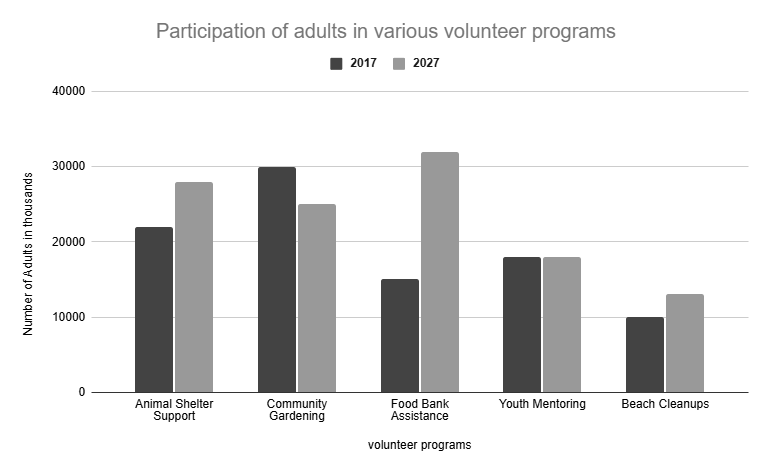 Participation of adults in various volunteer programs
2017 2027
Number of Adults in thousands
40000
30000
20000
10000
0
Animal Shelter
Support
Community
Gardening
Food Bank
Assistance
Youth Mentoring
Beach Cleanups
volunteer programs